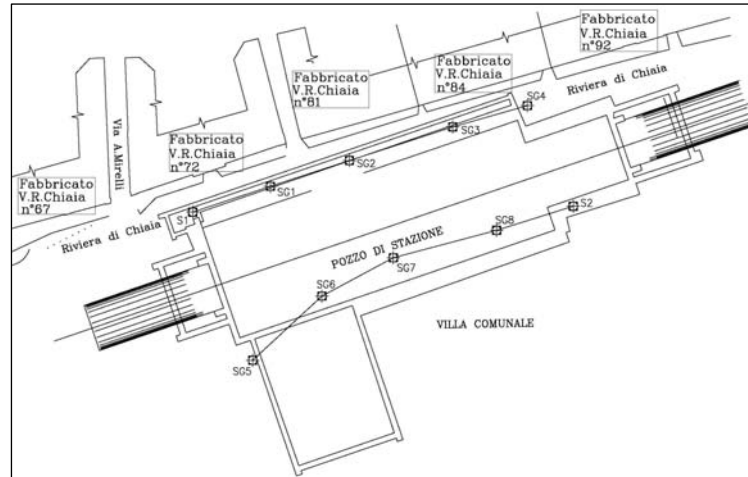 Fabbricato
V.R.Chiaia
n°92
Fabbricato
V.R.Chiaia
n°84
Fabbricato
V.R.Chiaia
n°81
Riviera di Chiaia
SG4
SG3
Via A.Mirelli
Fabbricato
V.R.Chiaia
n°72
SG2
Fabbricato
V.R.Chiaia
n°67
SG1
S1
S2
Riviera di Chiaia
SG8
POZZO DI STAZIONE
SG7
SG6
VILLA COMUNALE
SG5